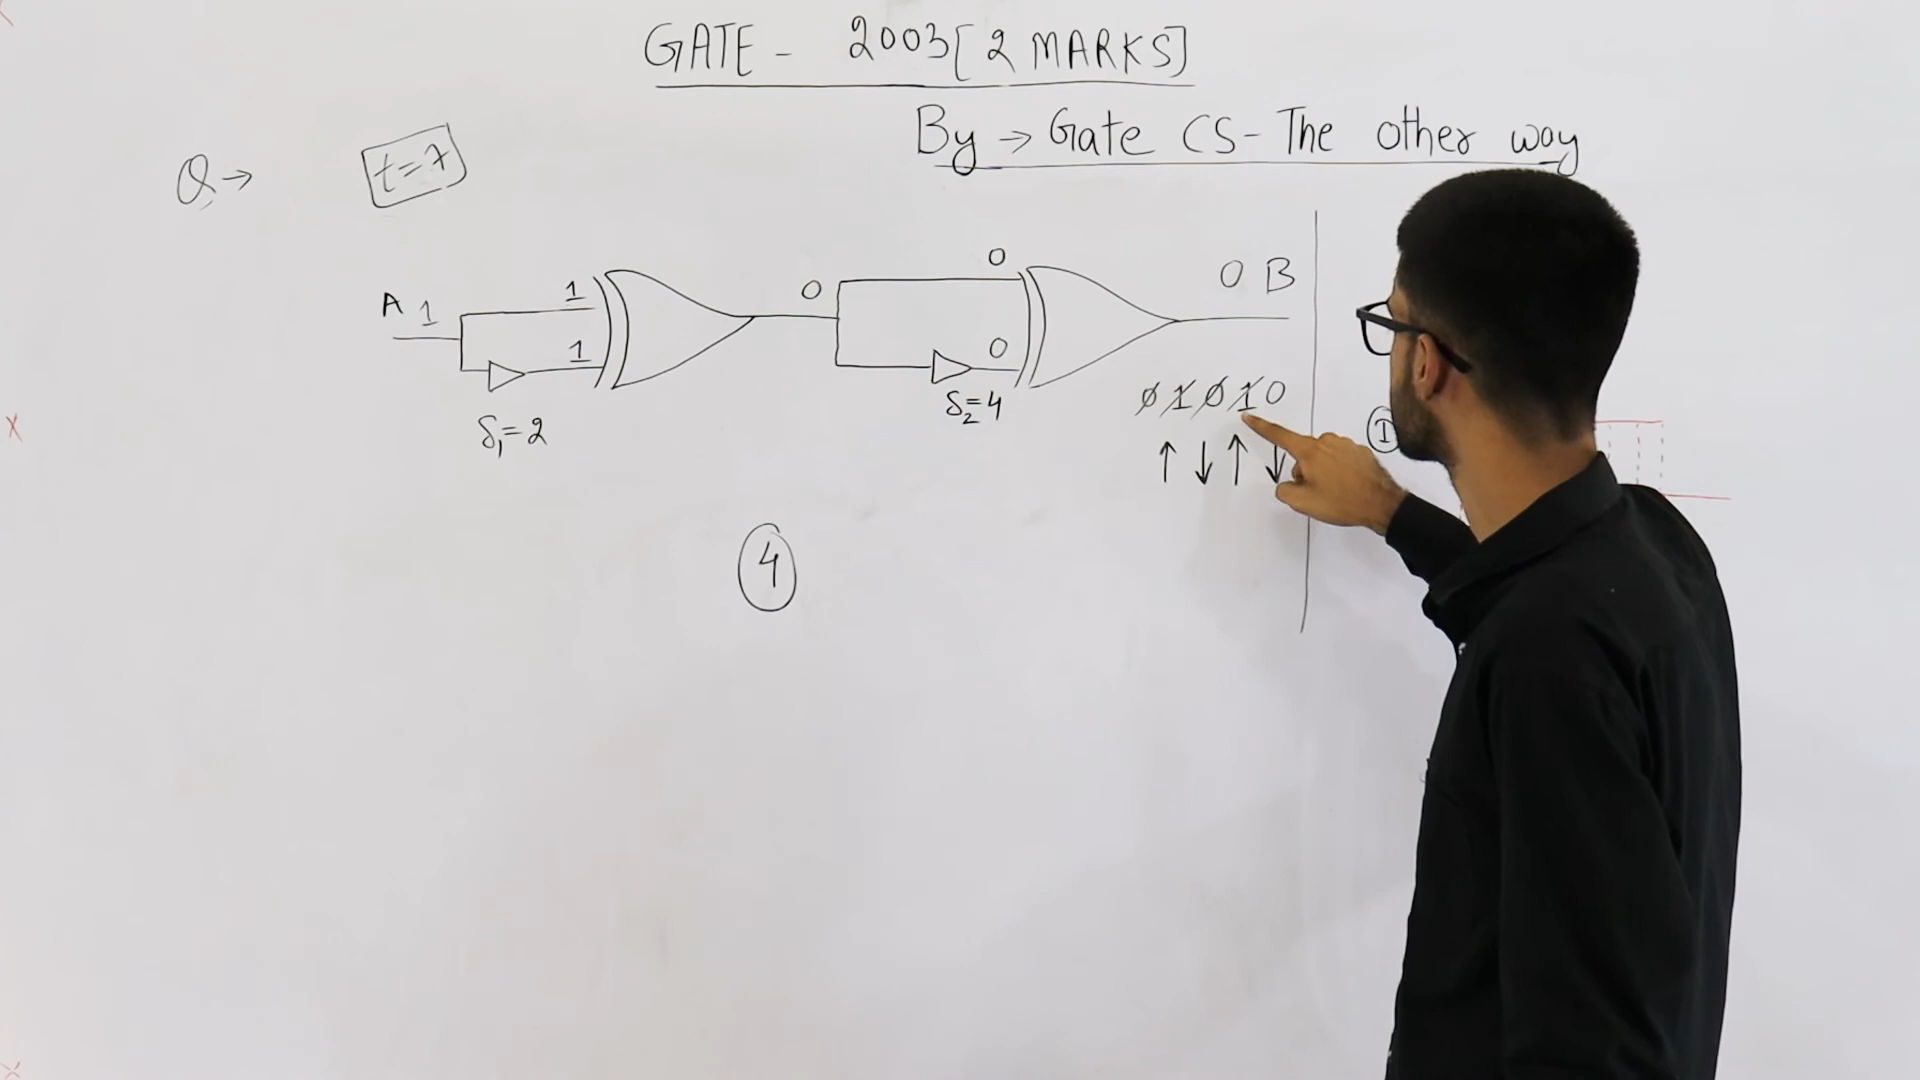 GATE - 2003 [2 MARKS]
By → Gate CS - The other way
Q →
t=7
A 1
1
1
δ₁=2
0
0
0
δ₂=4
0 B
0 1 0 1 0
↑ ↓ ↑ ↓
1
4